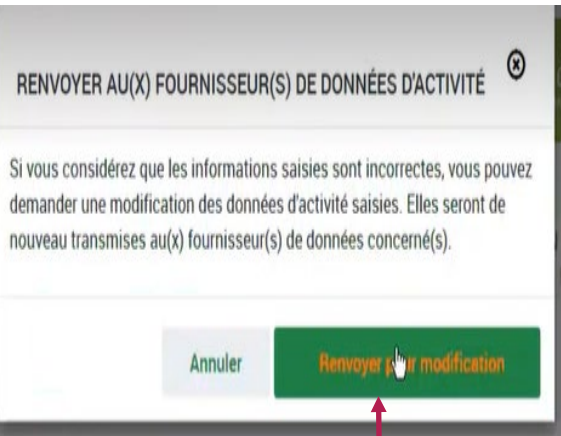 RENVOYER AU(X) FOURNISSEUR(S) DE DONNÉES D'ACTIVITÉ
Si vous considérez que les informations saisies sont incorrectes, vous pouvez
demander une modification des données d'activité saisies. Elles seront de
nouveau transmises au(x) fournisseur(s) de données concerné(s).
Annuler
Renvoyer pour modification